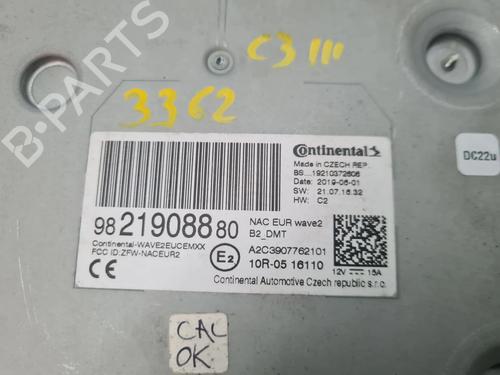 B-PARTS
C3 III
3362
Continental
Made in CZECH REP.
BS....19210372606
Date: 2019-06-01
SW: 21.07.16.32
HW: C2
DC22u
98 219088 80
NAC EUR wave2
B2_DMT
Continental-WAVE2EUCEMXX
FCC ID:ZFW-NACEUR2
A2C3907762101
CE
E2
10R-05 16110
12V 15A
Continental Automotive Czech republic s.r.o.
CAC
OK